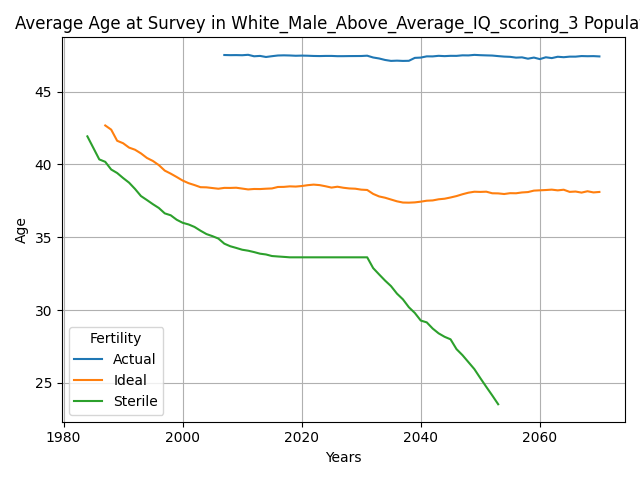 Average Age at Survey in White_Male_Above_Average_IQ_scoring_3 Popula
Age
45
40
35
30
25
Fertility
Actual
Ideal
Sterile
1980
2000
2020
2040
2060
Years